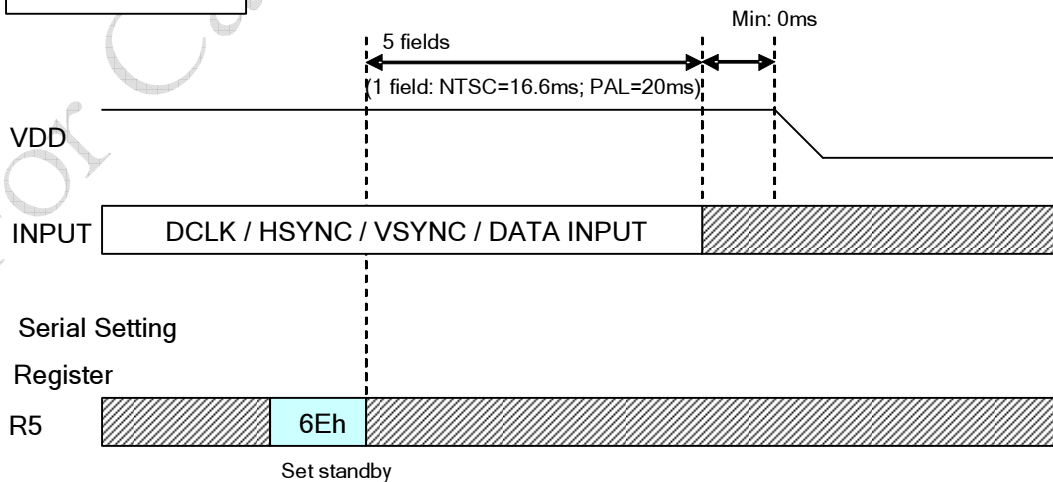 Min: 0ms
5 fields
(1 field: NTSC=16.6ms; PAL=20ms)
VDD
INPUT
DCLK / HSYNC / VSYNC / DATA INPUT
Serial Setting
Register
R5
6Eh
Set standby
or